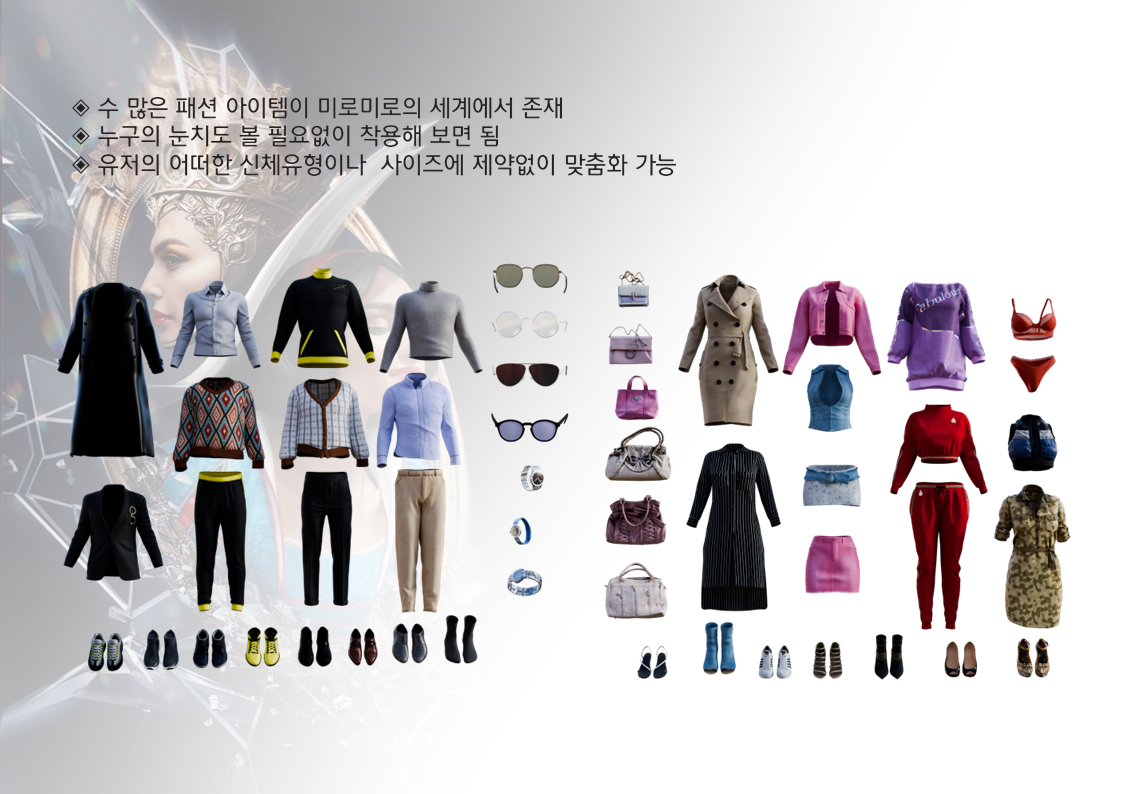 ◈ 수 많은 패션 아이템이 미로미로의 세계에서 존재
◈ 누구의 눈치도 볼 필요없이 착용해 보면 됨
◈ 유저의 어떠한 신체유형이나 사이즈에 제약없이 맞춤화 가능
fabulous